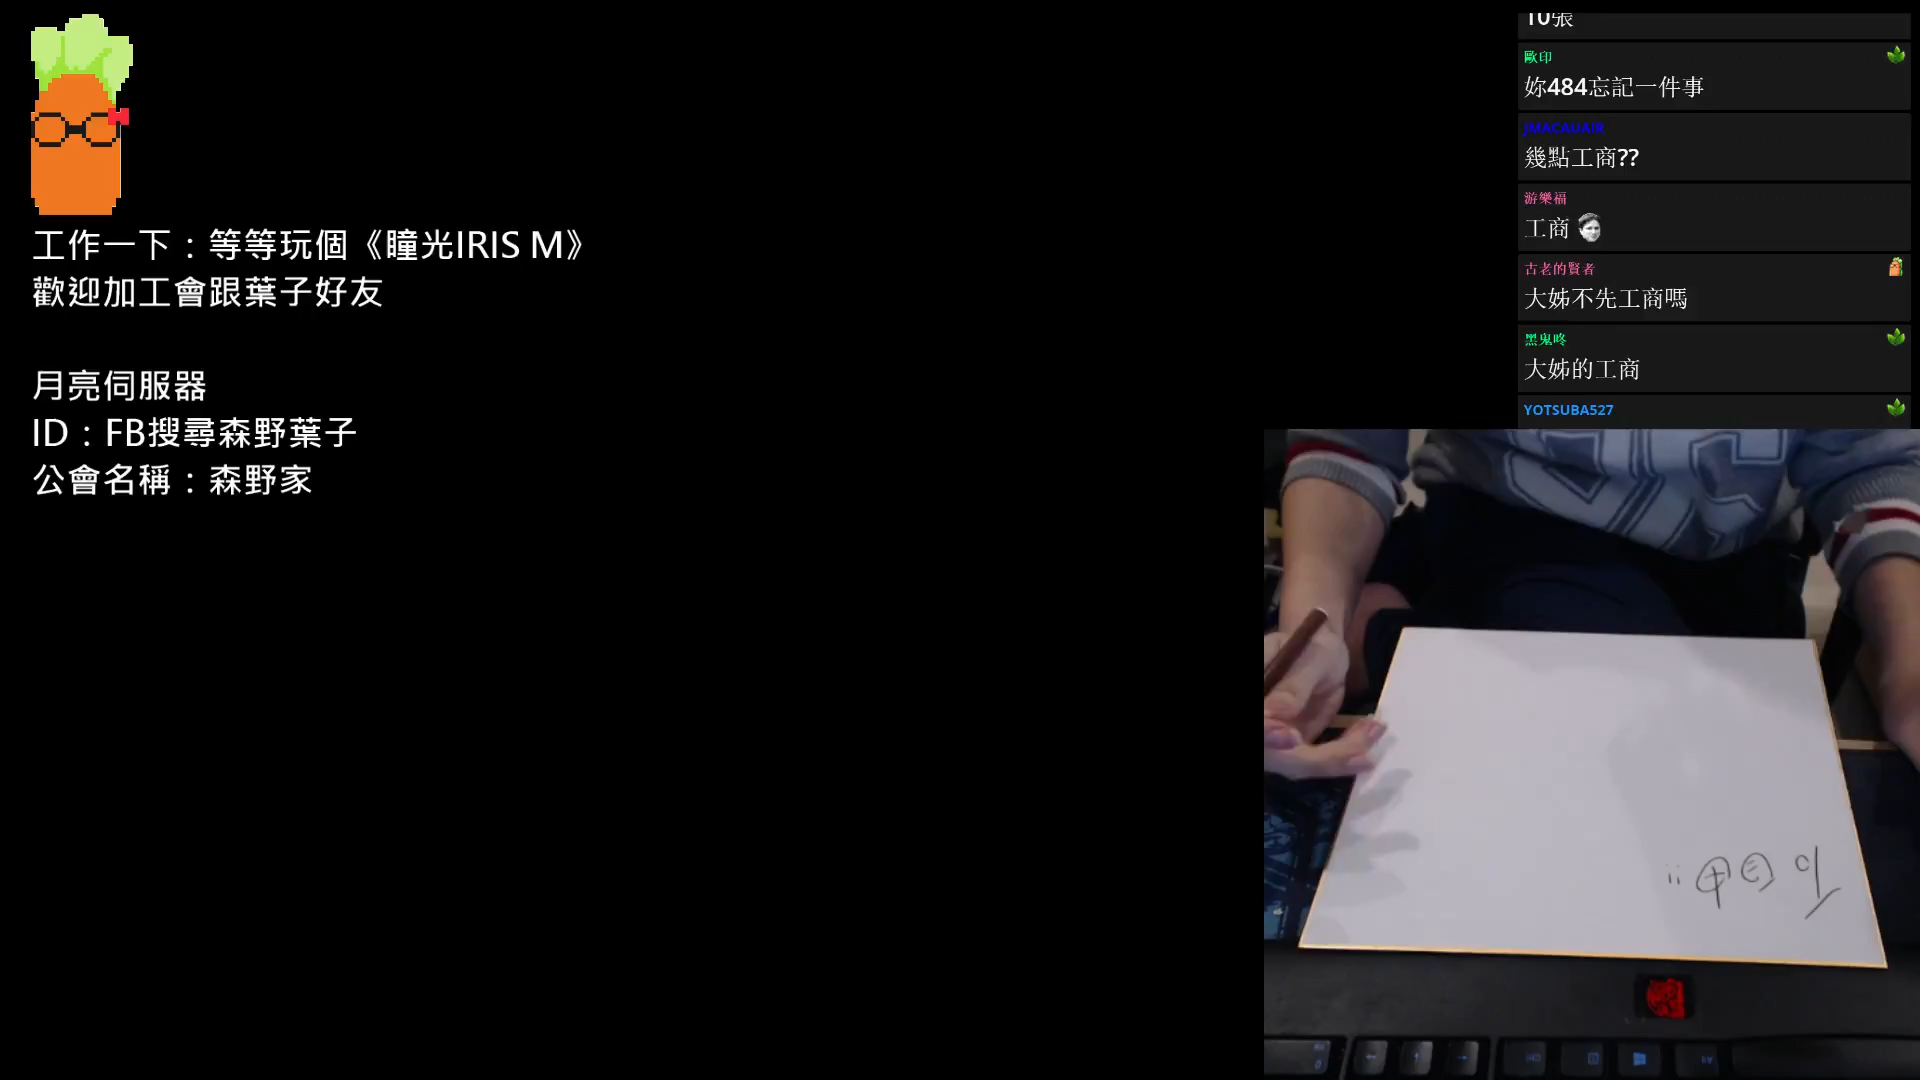 工作一下：等等玩個《瞳光IRIS M》
歡迎加工會跟葉子好友
月亮伺服器
ID：FB搜尋森野葉子
公會名稱：森野家
10張
歐印
妳484忘記一件事
JMACAUAIR
幾點工商??
游樂福
工商
古老的賢者
大姊不先工商嗎
黑鬼咚
大姊的工商
YOTSUBA527